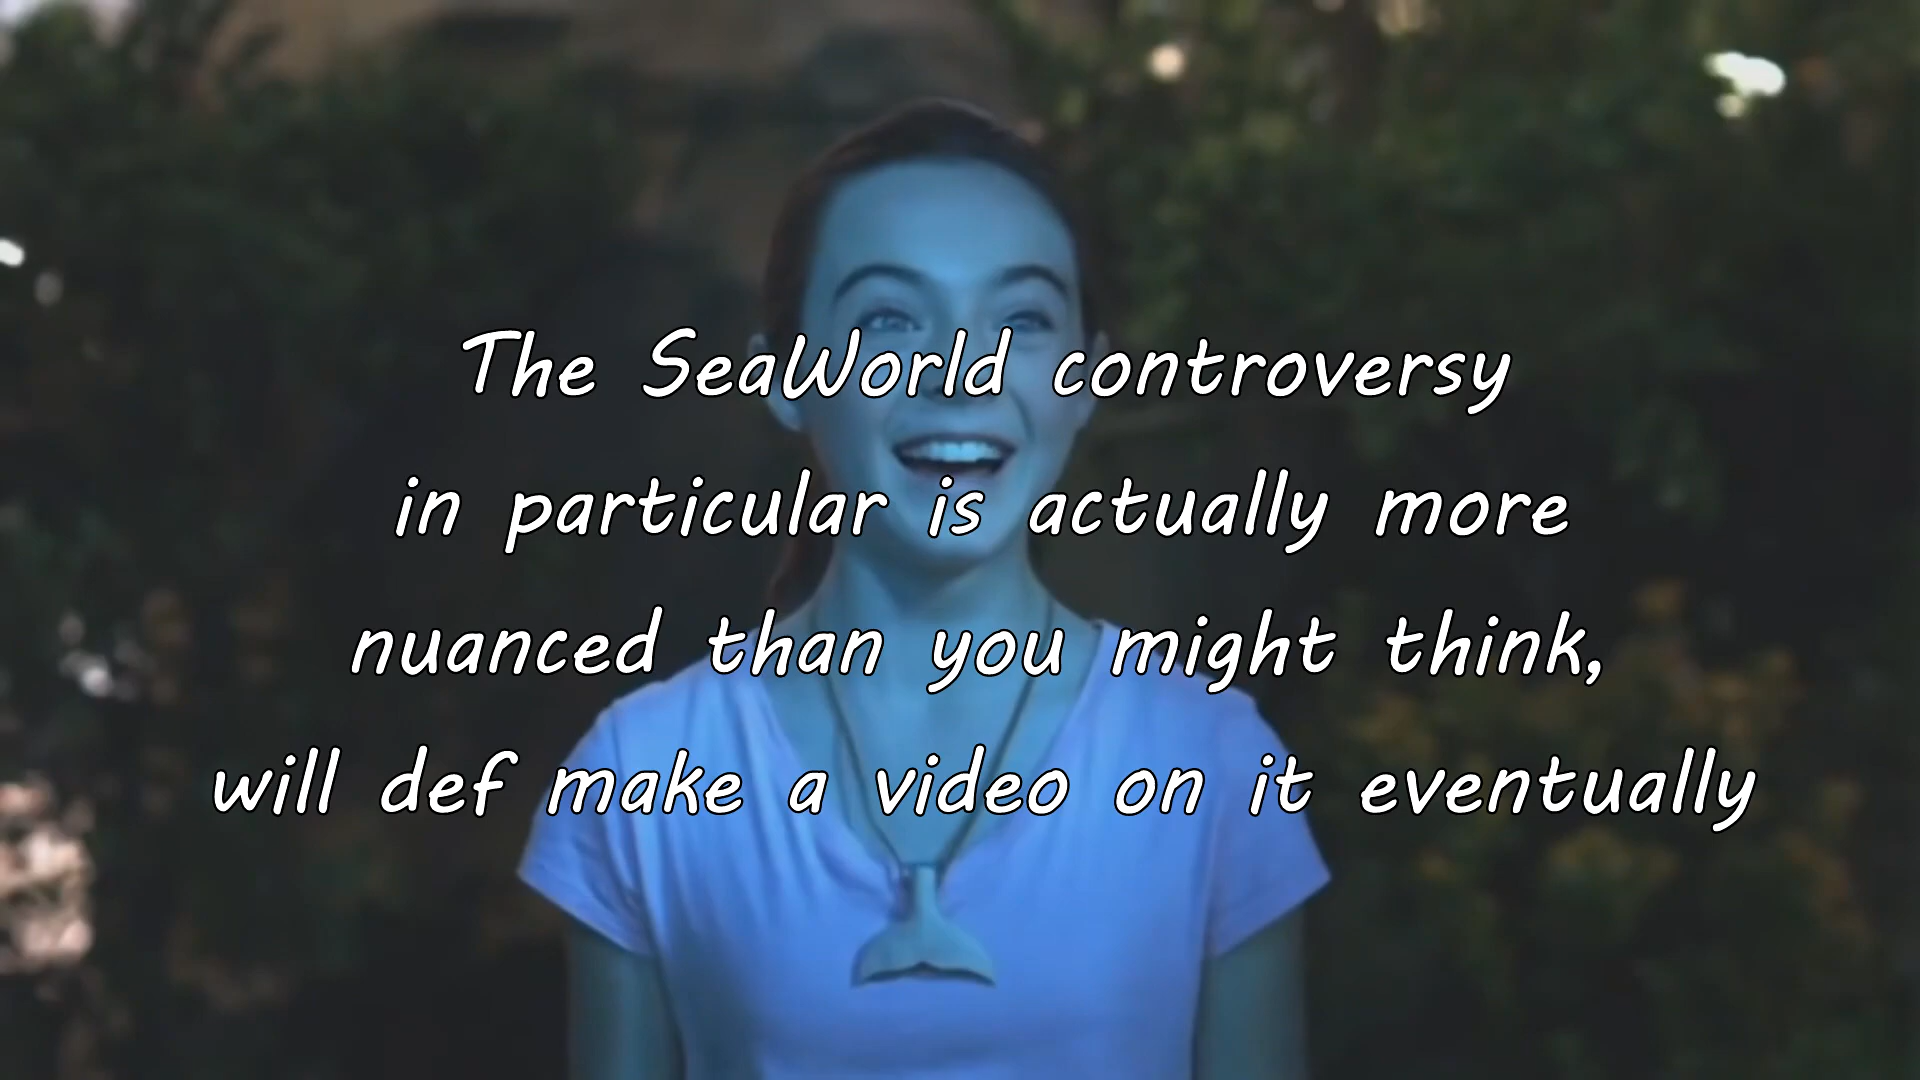 The SeaWorld controversy
in particular is actually more
nuanced than you might think,
will def make a video on it eventually